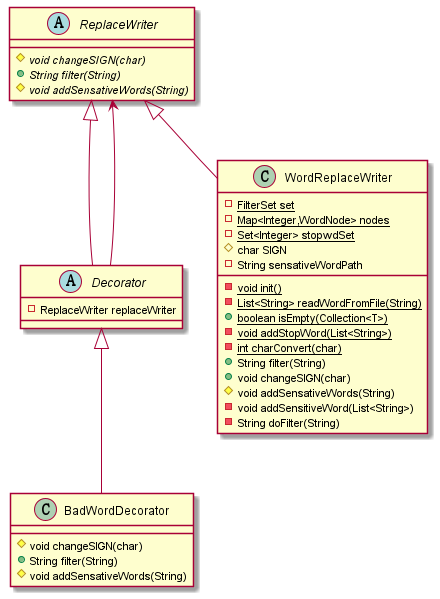 A ReplaceWriter
void changeSIGN(char)
String filter(String)
void addSensativeWords(String)
C WordReplaceWriter
FilterSet set
Map<Integer,WordNode> nodes
Set<Integer> stopwdSet
char SIGN
String sensativeWordPath
void init()
List<String> readWordFromFile(String)
boolean isEmpty(Collection<T>)
void addStopWord(List<String>)
int charConvert(char)
String filter(String)
void changeSIGN(char)
void addSensativeWords(String)
void addSensitiveWord(List<String>)
String doFilter(String)
A Decorator
ReplaceWriter replaceWriter
C BadWordDecorator
void changeSIGN(char)
String filter(String)
void addSensativeWords(String)